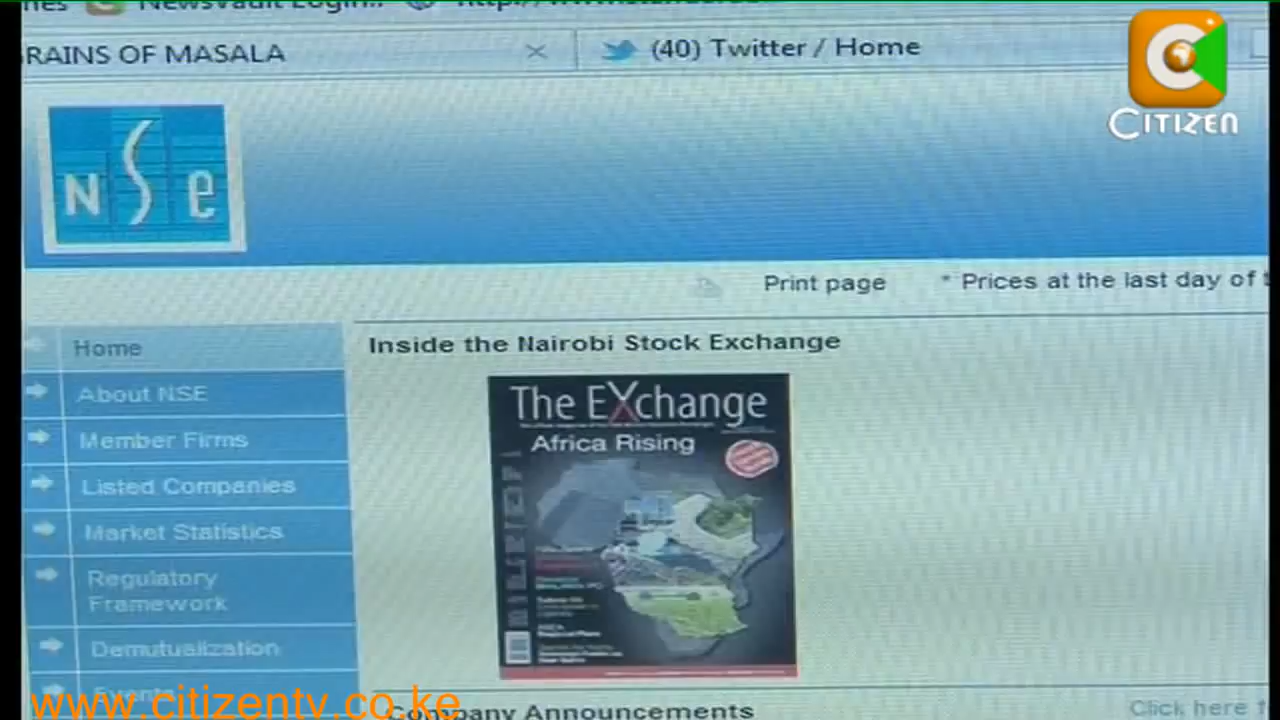 RAINS OF MASALA
(40) Twitter / Home
CITIZEN
NSe
Print page
* Prices at the last day of
Home
About NSE
Member Firms
Listed Companies
Market Statistics
Regulatory
Framework
Demutualization
Events
Inside the Nairobi Stock Exchange
The EXchange
Africa Rising
www.citizentv.co.ke
Company Announcements
Click here